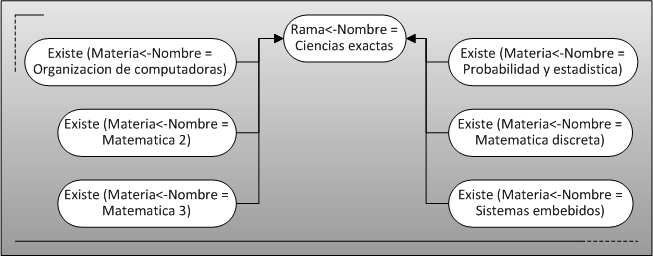 Rama<-Nombre =
Ciencias exactas
Existe (Materia<-Nombre =
Organizacion de computadoras)
Existe (Materia<-Nombre =
Matematica 2)
Existe (Materia<-Nombre =
Matematica 3)
Existe (Materia<-Nombre =
Probabilidad y estadistica)
Existe (Materia<-Nombre =
Matematica discreta)
Existe (Materia<-Nombre =
Sistemas embebidos)